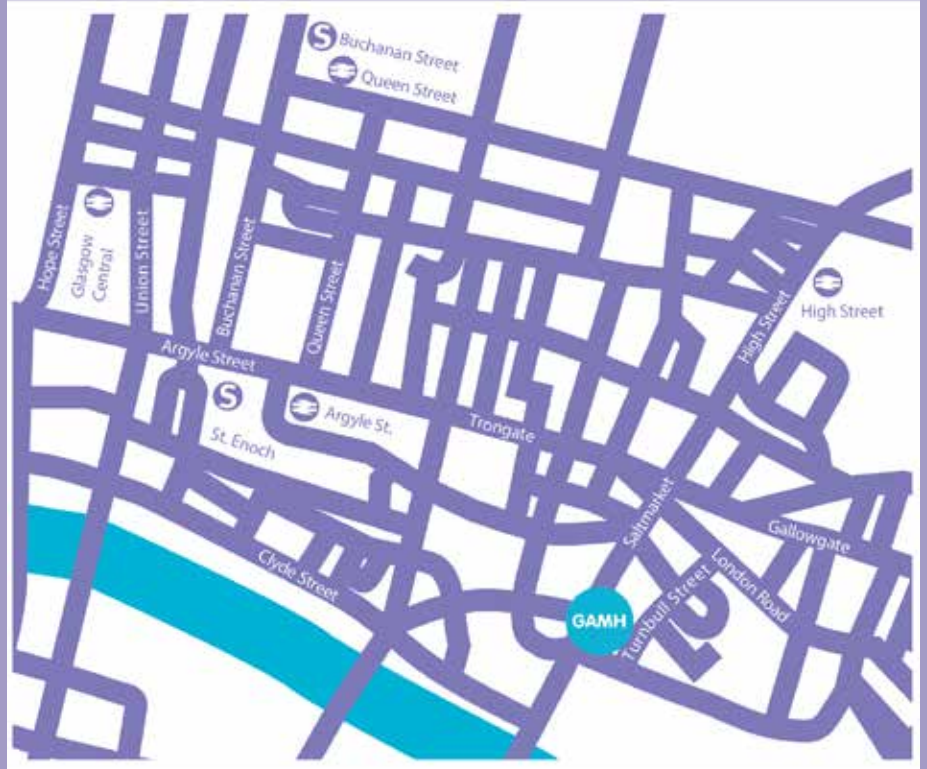 S
Buchanan Street
Queen Street
Hope Street
Glasgow
Central
Union Street
Buchanan Street
Queen Street
High Street
High Street
Argyle Street
S
St. Enoch
Argyle St.
Trongate
Saltmarket
Gallowgate
London Road
Turnbull Street
Clyde Street
GAMH